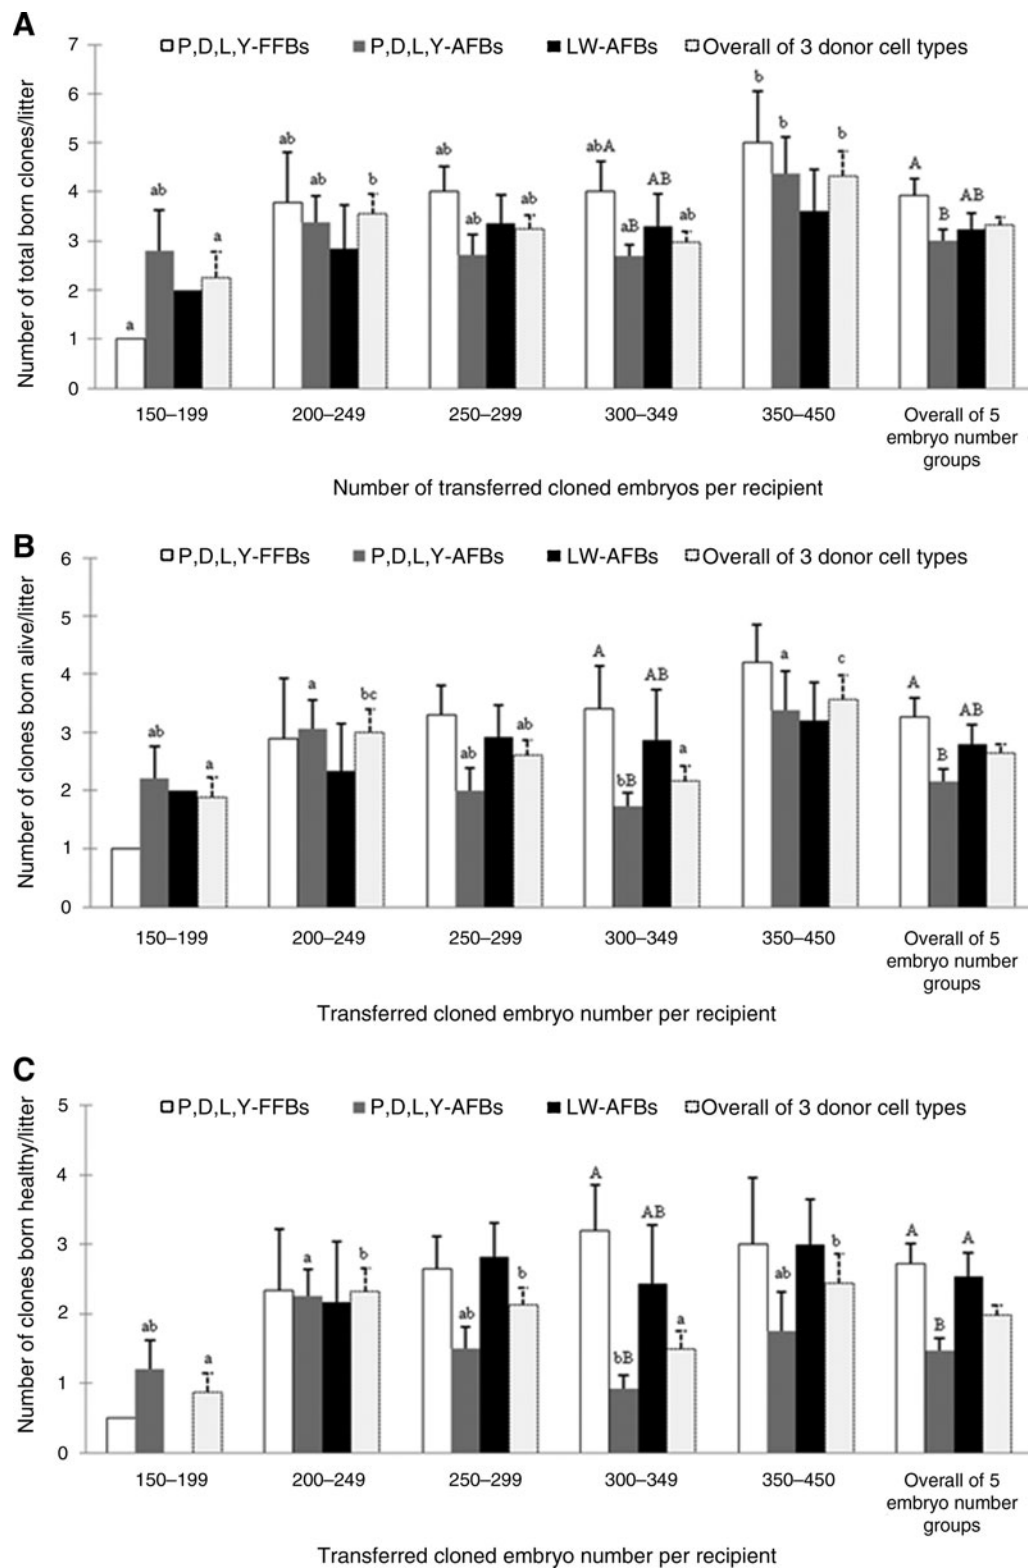 A
P,D,L,Y-FFBs P,D,L,Y-AFBs LW-AFBs Overall of 3 donor cell types
Number of total born clones/litter
7
6
5
4
3
2
1
0
a ab a
ab ab b
ab ab ab
abA aB AB ab
b b b
A B AB
150–199 200–249 250–299 300–349 350–450 Overall of 5
embryo number
groups
Number of transferred cloned embryos per recipient
B
P,D,L,Y-FFBs P,D,L,Y-AFBs LW-AFBs Overall of 3 donor cell types
Number of clones born alive/litter
6
5
4
3
2
1
0
ab a
a bc
ab ab
A bB AB a
a c
A B AB
150–199 200–249 250–299 300–349 350–450 Overall of 5
embryo number
groups
Transferred cloned embryo number per recipient
C
P,D,L,Y-FFBs P,D,L,Y-AFBs LW-AFBs Overall of 3 donor cell types
Number of clones born healthy/litter
5
4
3
2
1
0
ab a
a b
ab b
A bB AB a
ab b
A B A
150–199 200–249 250–299 300–349 350–450 Overall of 5
embryo number
groups
Transferred cloned embryo number per recipient